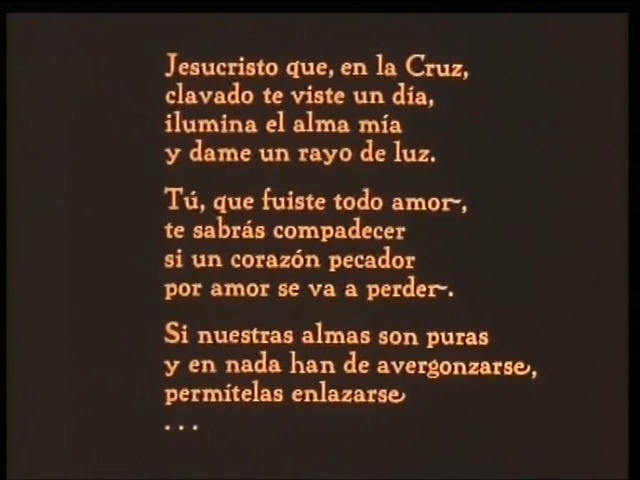 Jesucristo que, en la Cruz,
clavado te viste un día,
ilumina el alma mía
y dame un rayo de luz.
Tú, que fuiste todo amor,
te sabrás compadecer
si un corazón pecador
por amor se va a perder.
Si nuestras almas son puras
y en nada han de avergonzarse,
permítelas enlazarse
...